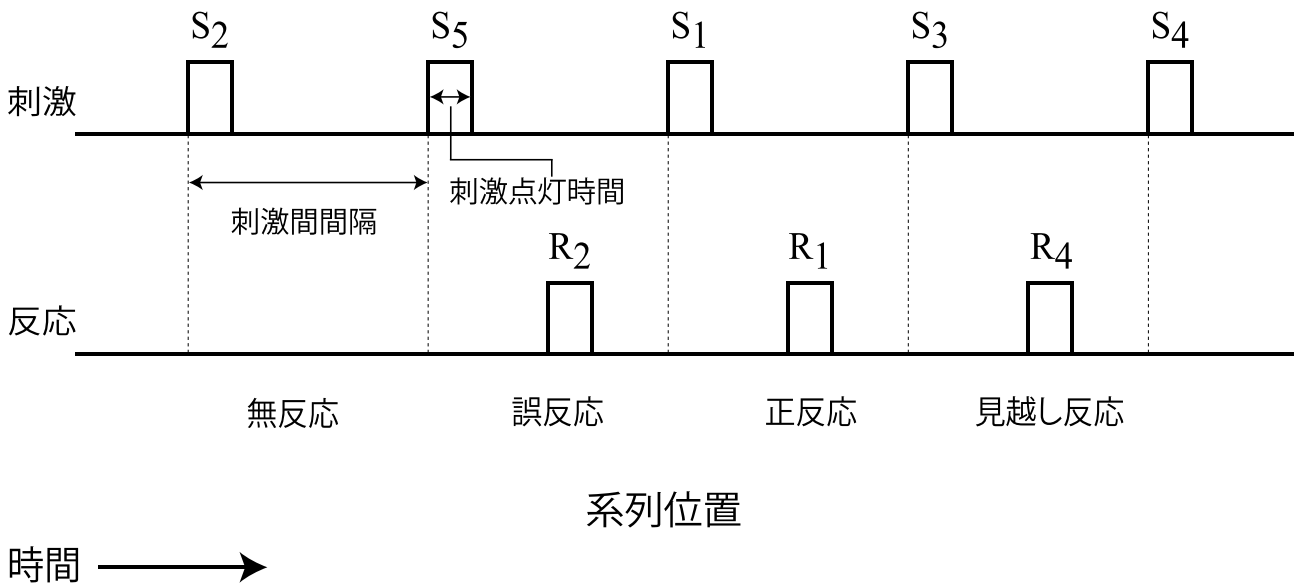 S2 S5 S1 S3 S4
刺激
刺激点灯時間
刺激間間隔
R2 R1 R4
反応
無反応 誤反応 正反応 見越し反応
系列位置
時間